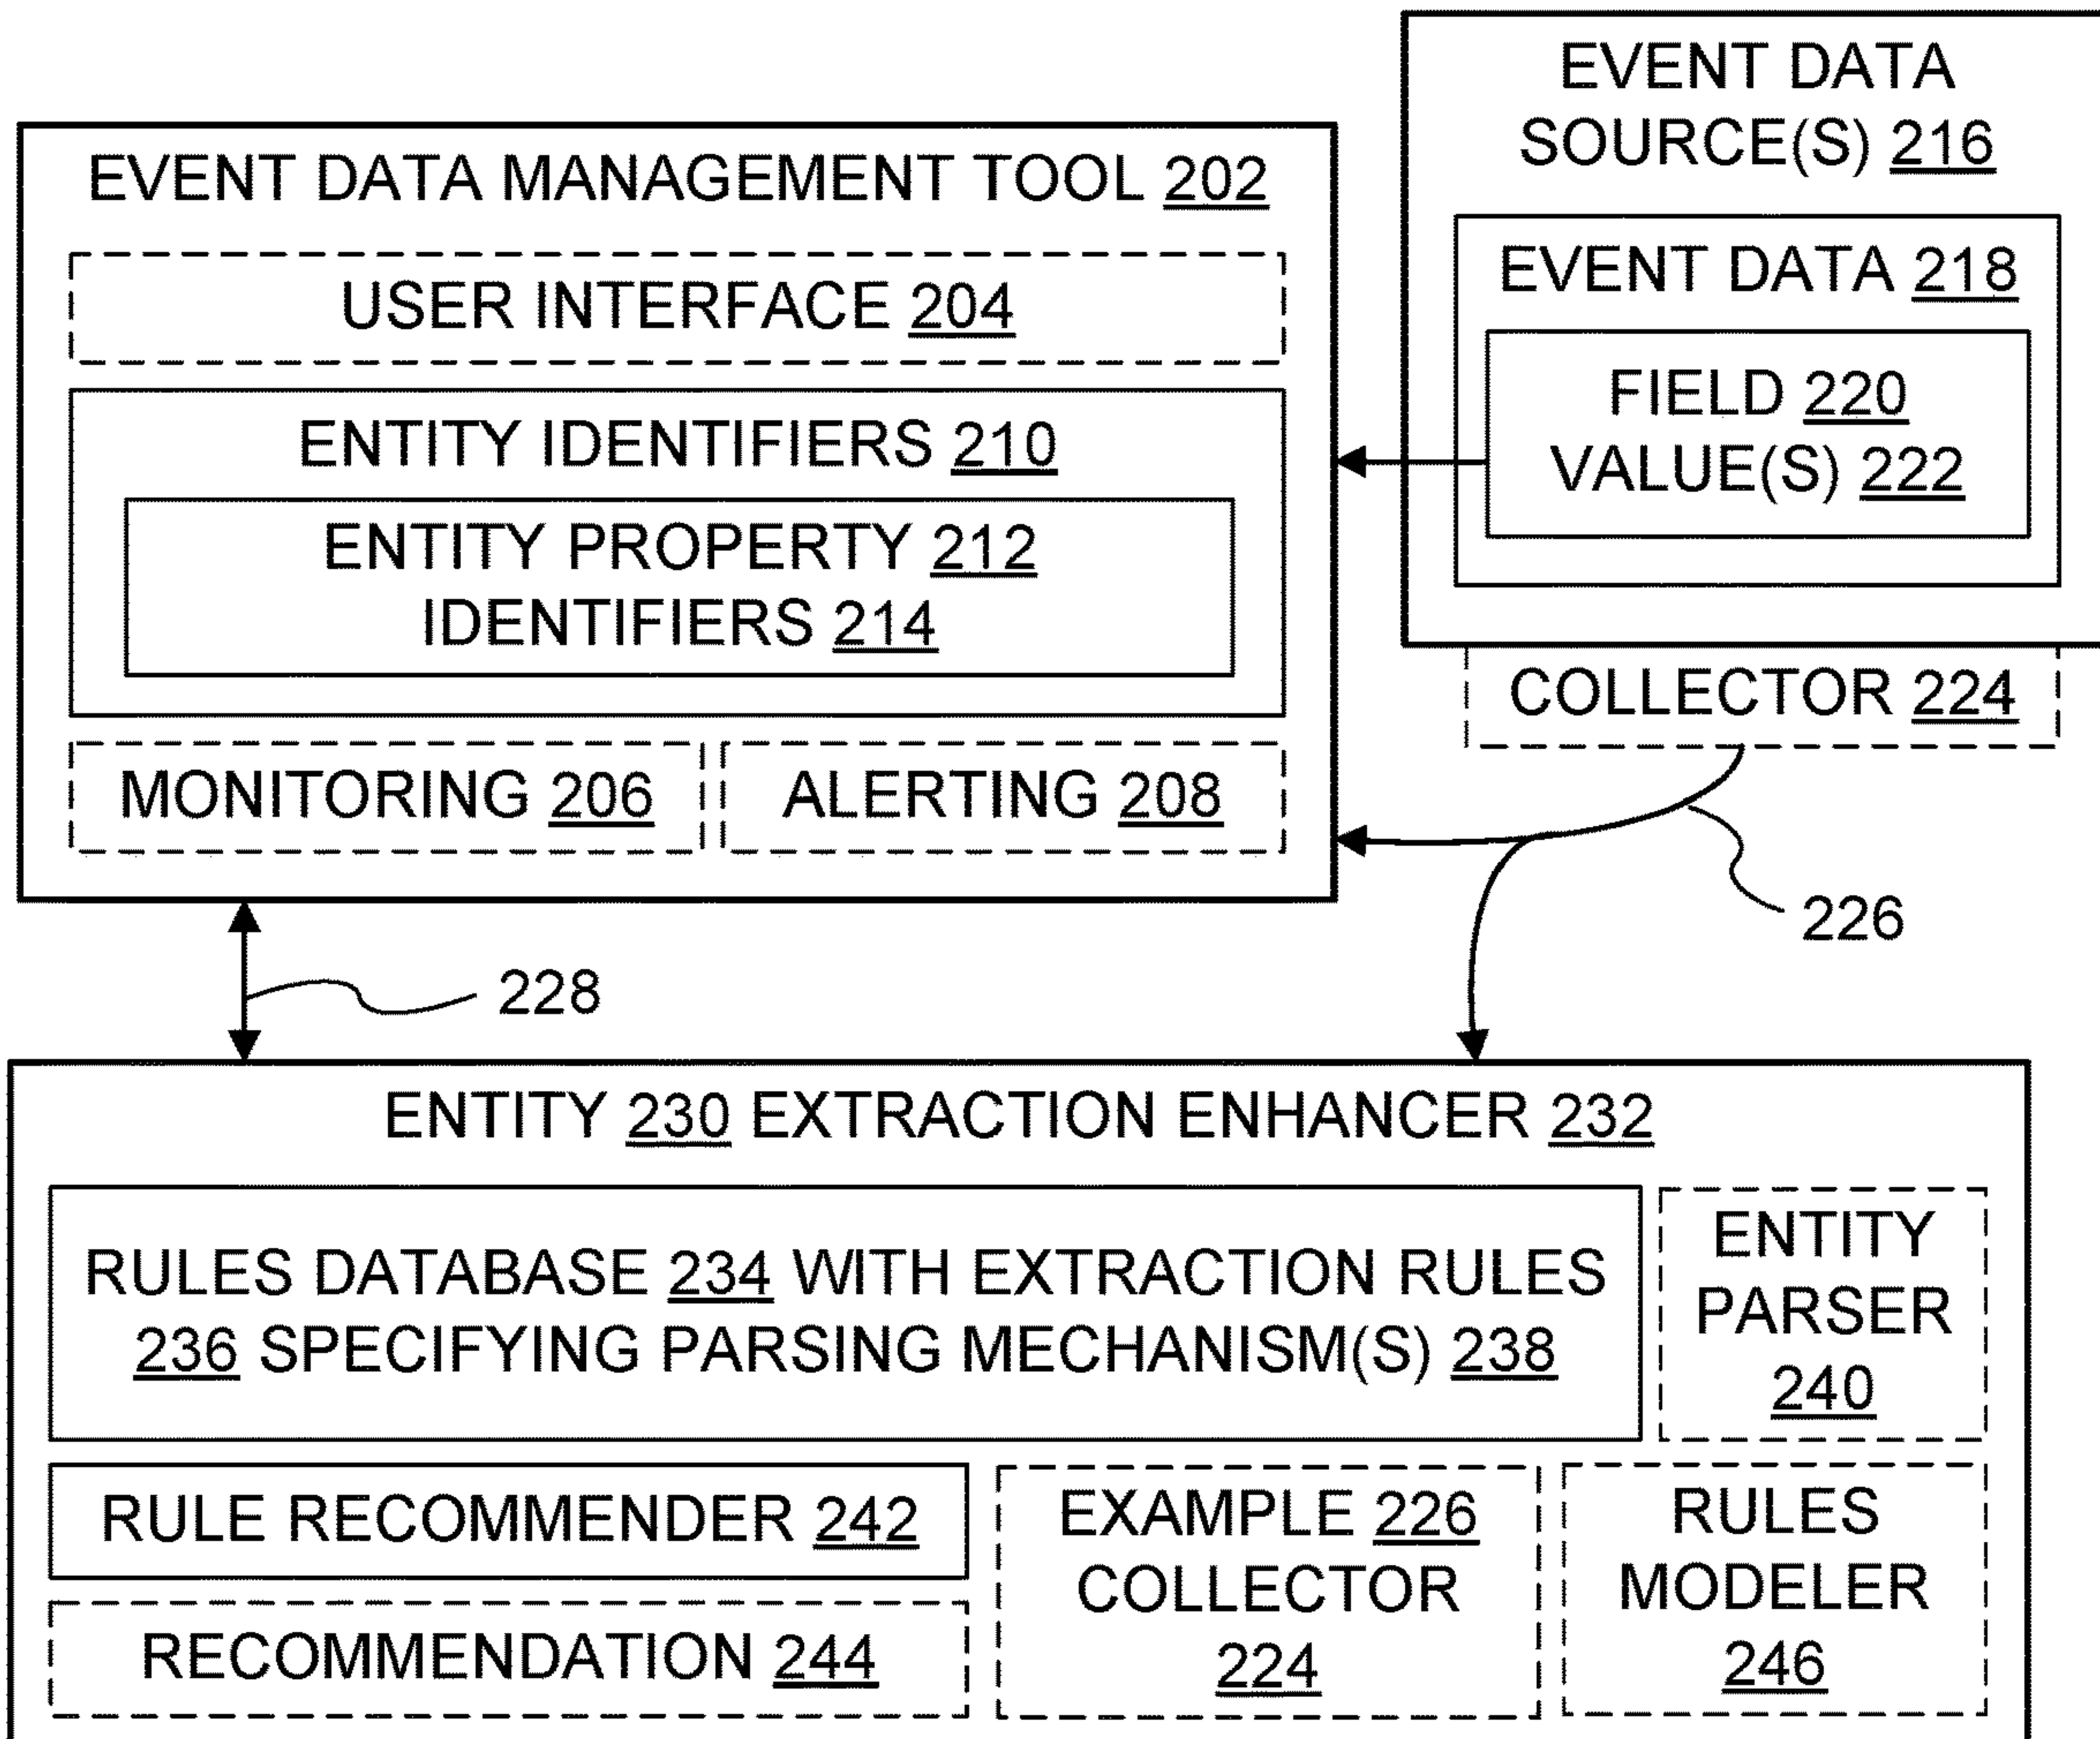 EVENT DATA MANAGEMENT TOOL 202
USER INTERFACE 204
ENTITY IDENTIFIERS 210
ENTITY PROPERTY 212
IDENTIFIERS 214
MONITORING 206
ALERTING 208
EVENT DATA
SOURCE(S) 216
EVENT DATA 218
FIELD 220
VALUE(S) 222
COLLECTOR 224
226
228
ENTITY 230 EXTRACTION ENHANCER 232
RULES DATABASE 234 WITH EXTRACTION RULES
236 SPECIFYING PARSING MECHANISM(S) 238
ENTITY
PARSER
240
RULE RECOMMENDER 242
RECOMMENDATION 244
EXAMPLE 226
COLLECTOR
224
RULES
MODELER
246